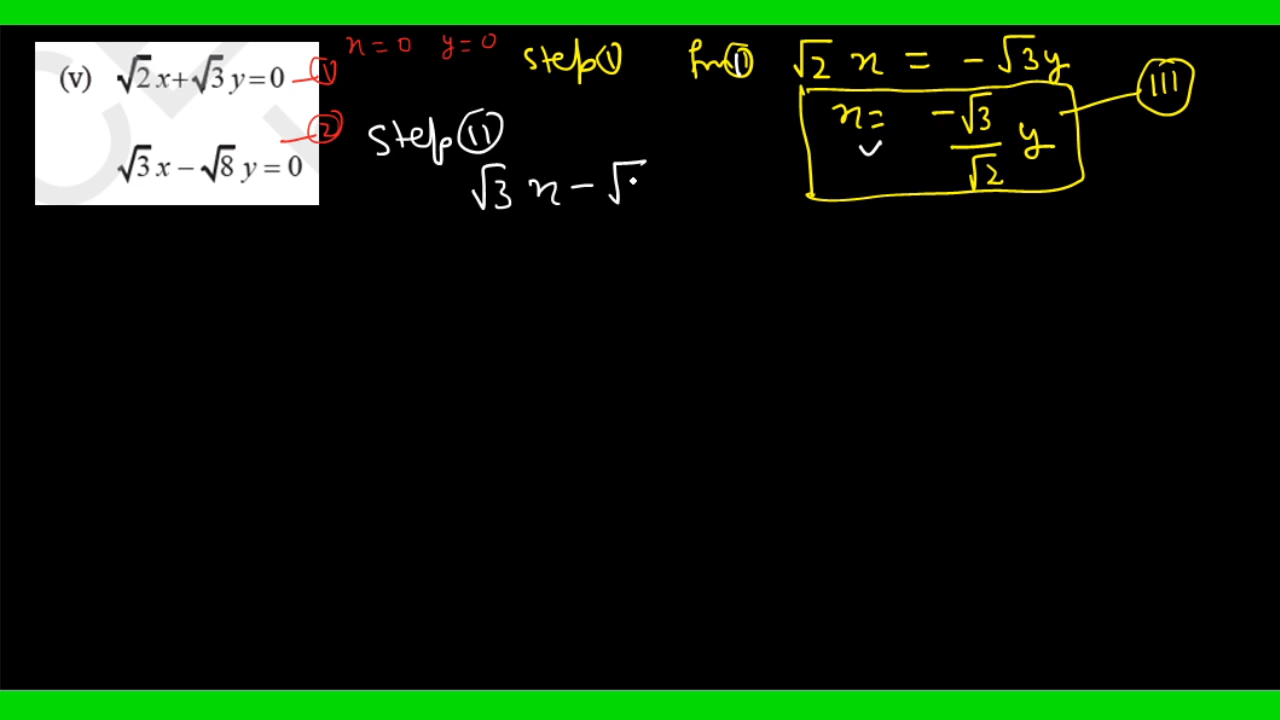 (v) √2 x+√3 y=0 ①
√3 x − √8 y = 0 ②
x=0 y=0
Step ① from ① √2 x = −√3y
x = −√3/√2 y (III)
Step (II)
√3 x − √